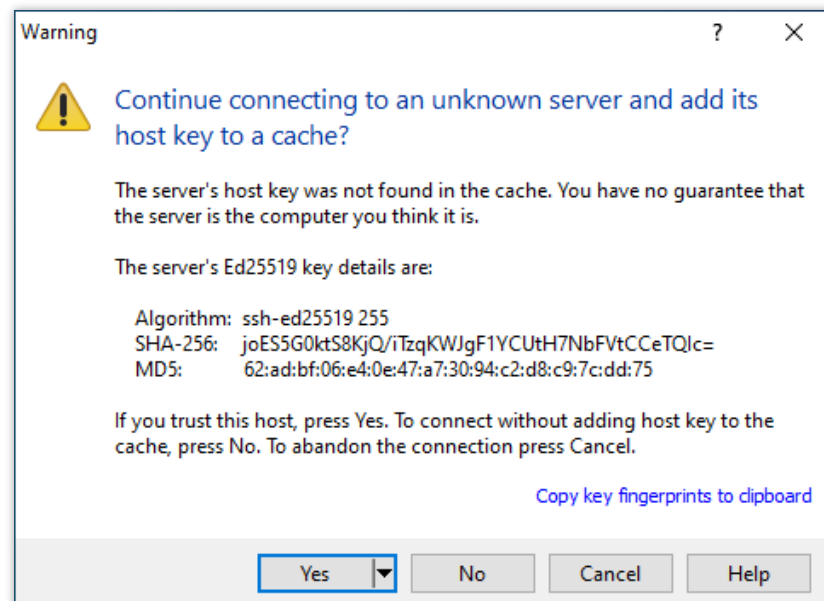 Warning
?
Continue connecting to an unknown server and add its
host key to a cache?
The server's host key was not found in the cache. You have no guarantee that
the server is the computer you think it is.
The server's Ed25519 key details are:
Algorithm: ssh-ed25519 255
SHA-256: joES5G0ktS8KjQ/iTzqKWJgF1YCUtH7NbFVtCCeTQIc=
MD5: 62:ad:bf:06:e4:0e:47:a7:30:94:c2:d8:c9:7c:dd:75
If you trust this host, press Yes. To connect without adding host key to the
cache, press No. To abandon the connection press Cancel.
Copy key fingerprints to clipboard
Yes
No
Cancel
Help